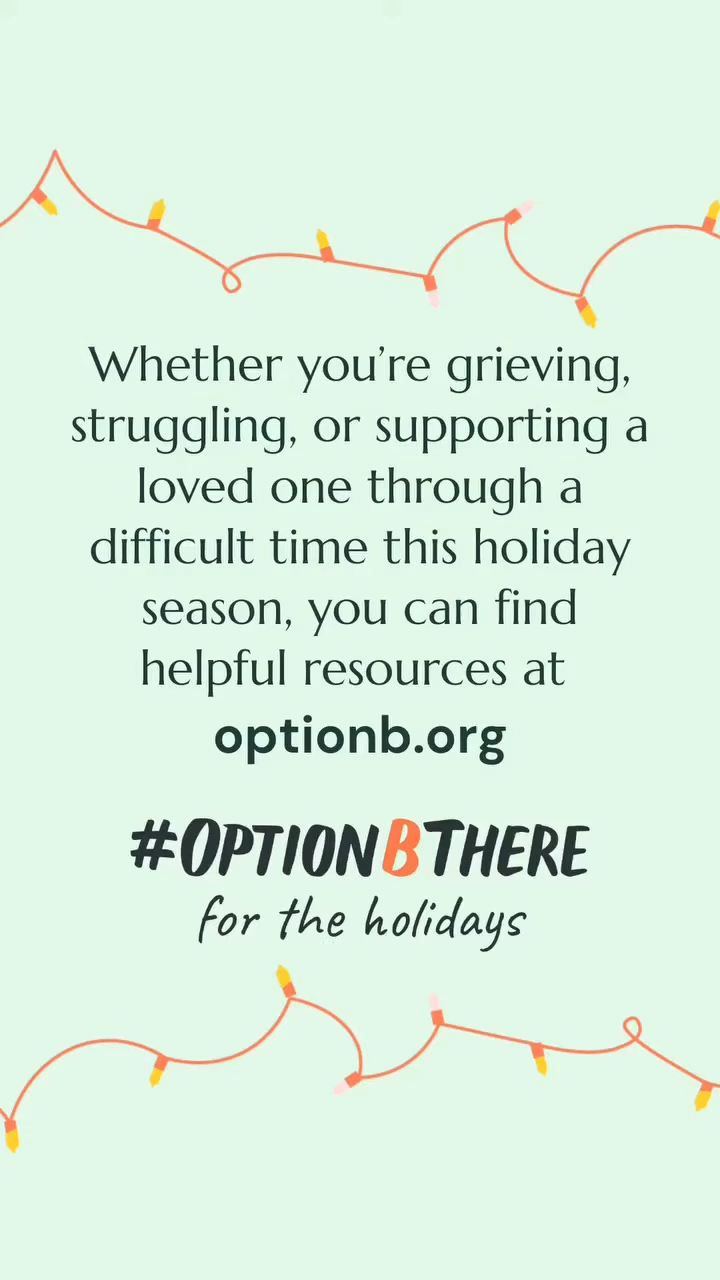 Whether you’re grieving,
struggling, or supporting a
loved one through a
difficult time this holiday
season, you can find
helpful resources at
optionb.org
#OPTIONBTHERE
for the holidays